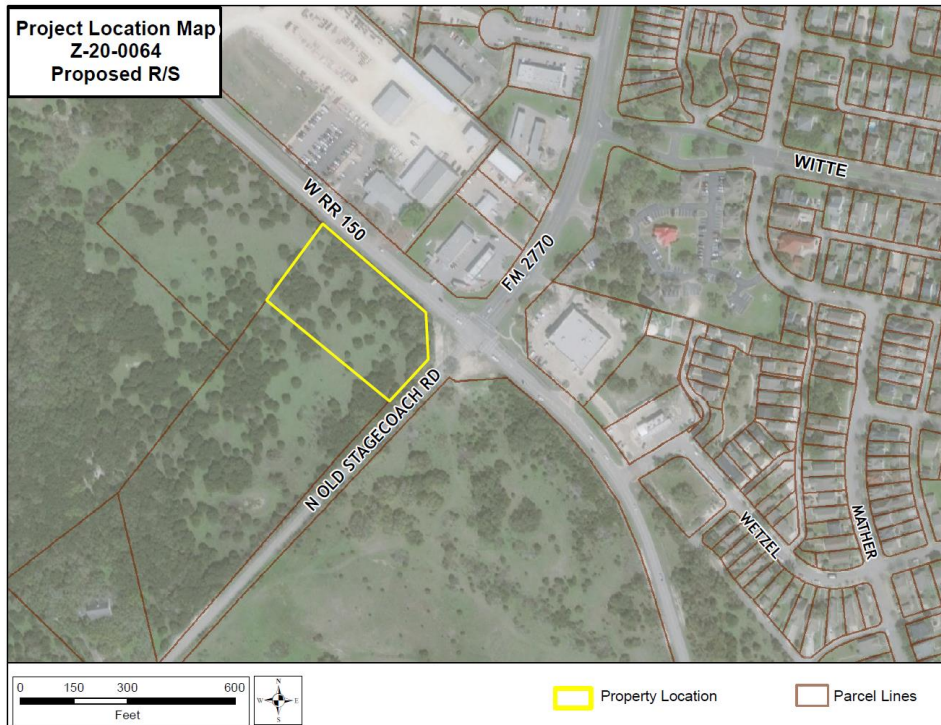 Project Location Map
Z-20-0064
Proposed R/S
WITTE
W RR 150
FM 2770
N OLD STAGECOACH RD
WETZEL
MATHER
0 150 300 600
Feet
N
W E
S
Property Location
Parcel Lines